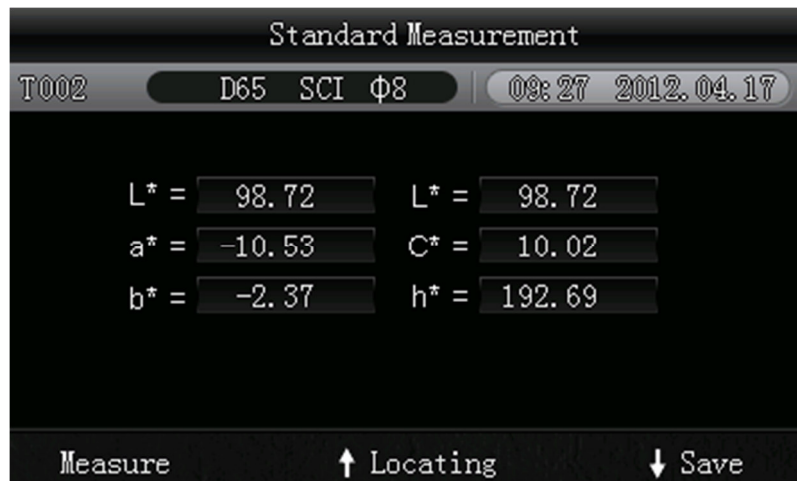 Standard Measurement
T002 D65 SCI Φ8 09:27 2012.04.17
L* = 98.72 L* = 98.72
a* = -10.53 C* = 10.02
b* = -2.37 h* = 192.69
Measure ↑ Locating ↓ Save